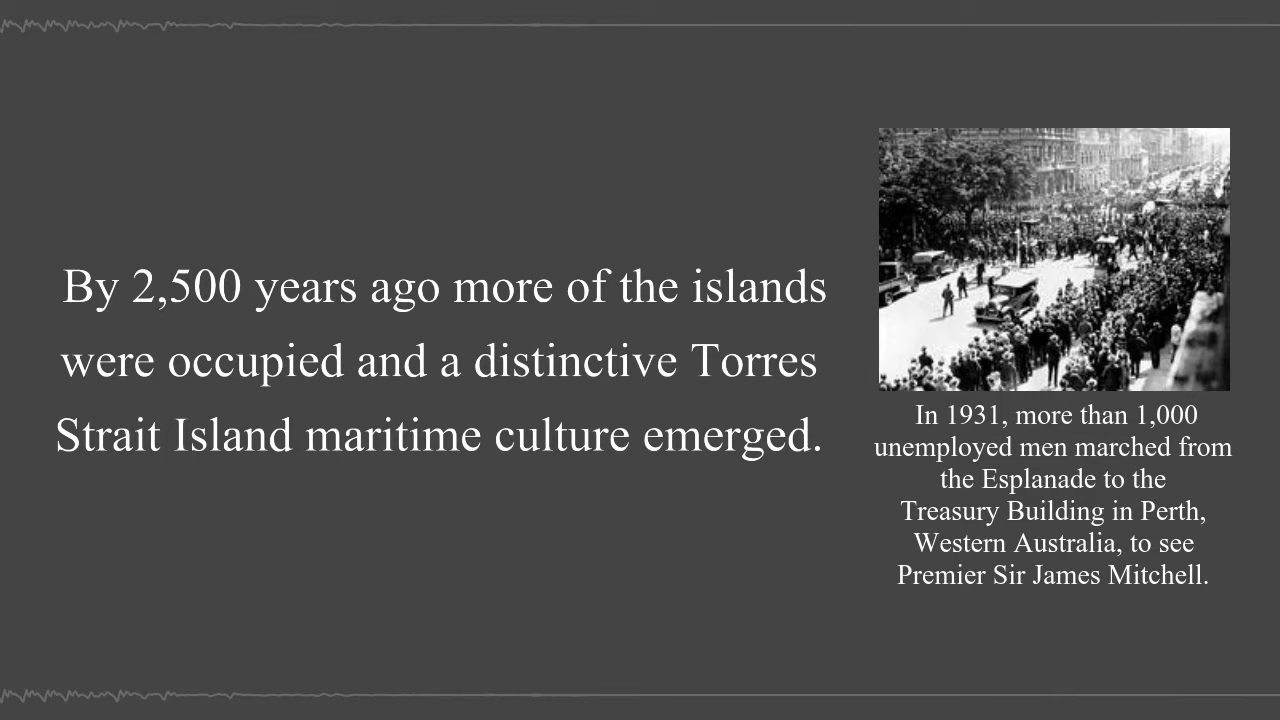 By 2,500 years ago more of the islands
were occupied and a distinctive Torres
Strait Island maritime culture emerged.
In 1931, more than 1,000
unemployed men marched from
the Esplanade to the
Treasury Building in Perth,
Western Australia, to see
Premier Sir James Mitchell.